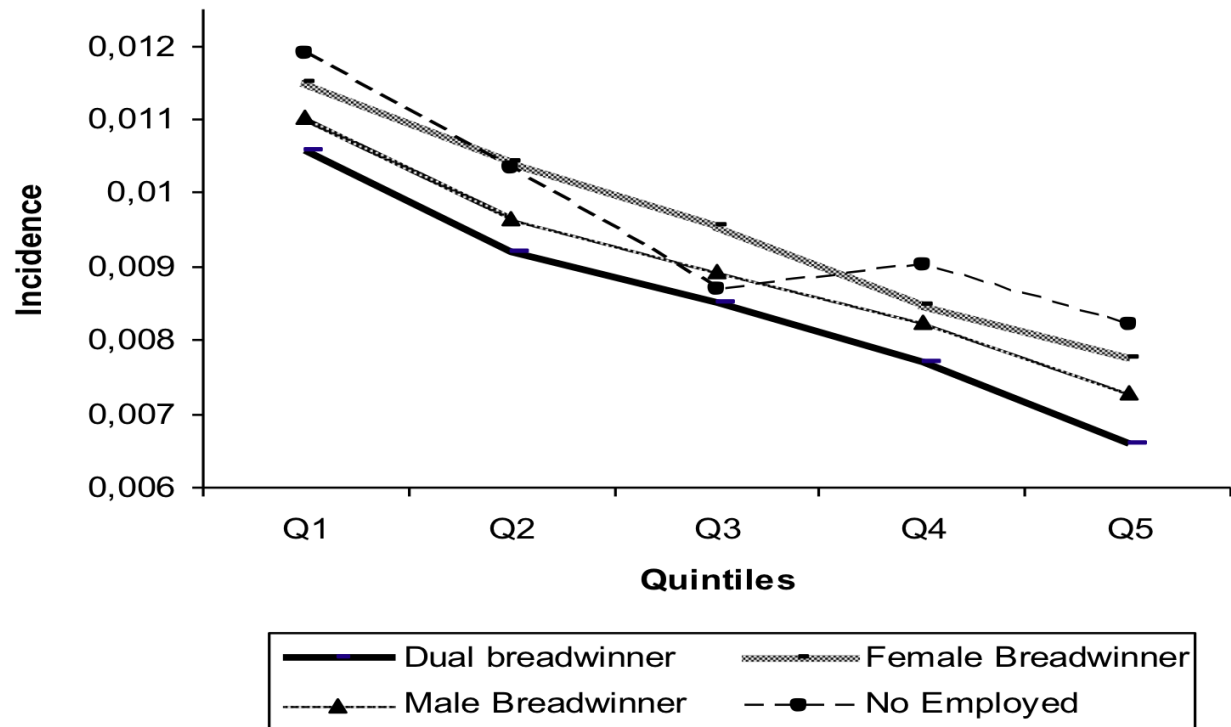 0,012
0,011
0,01
0,009
0,008
0,007
0,006
Incidence
Q1 Q2 Q3 Q4 Q5
Quintiles
Dual breadwinner Female Breadwinner
Male Breadwinner No Employed